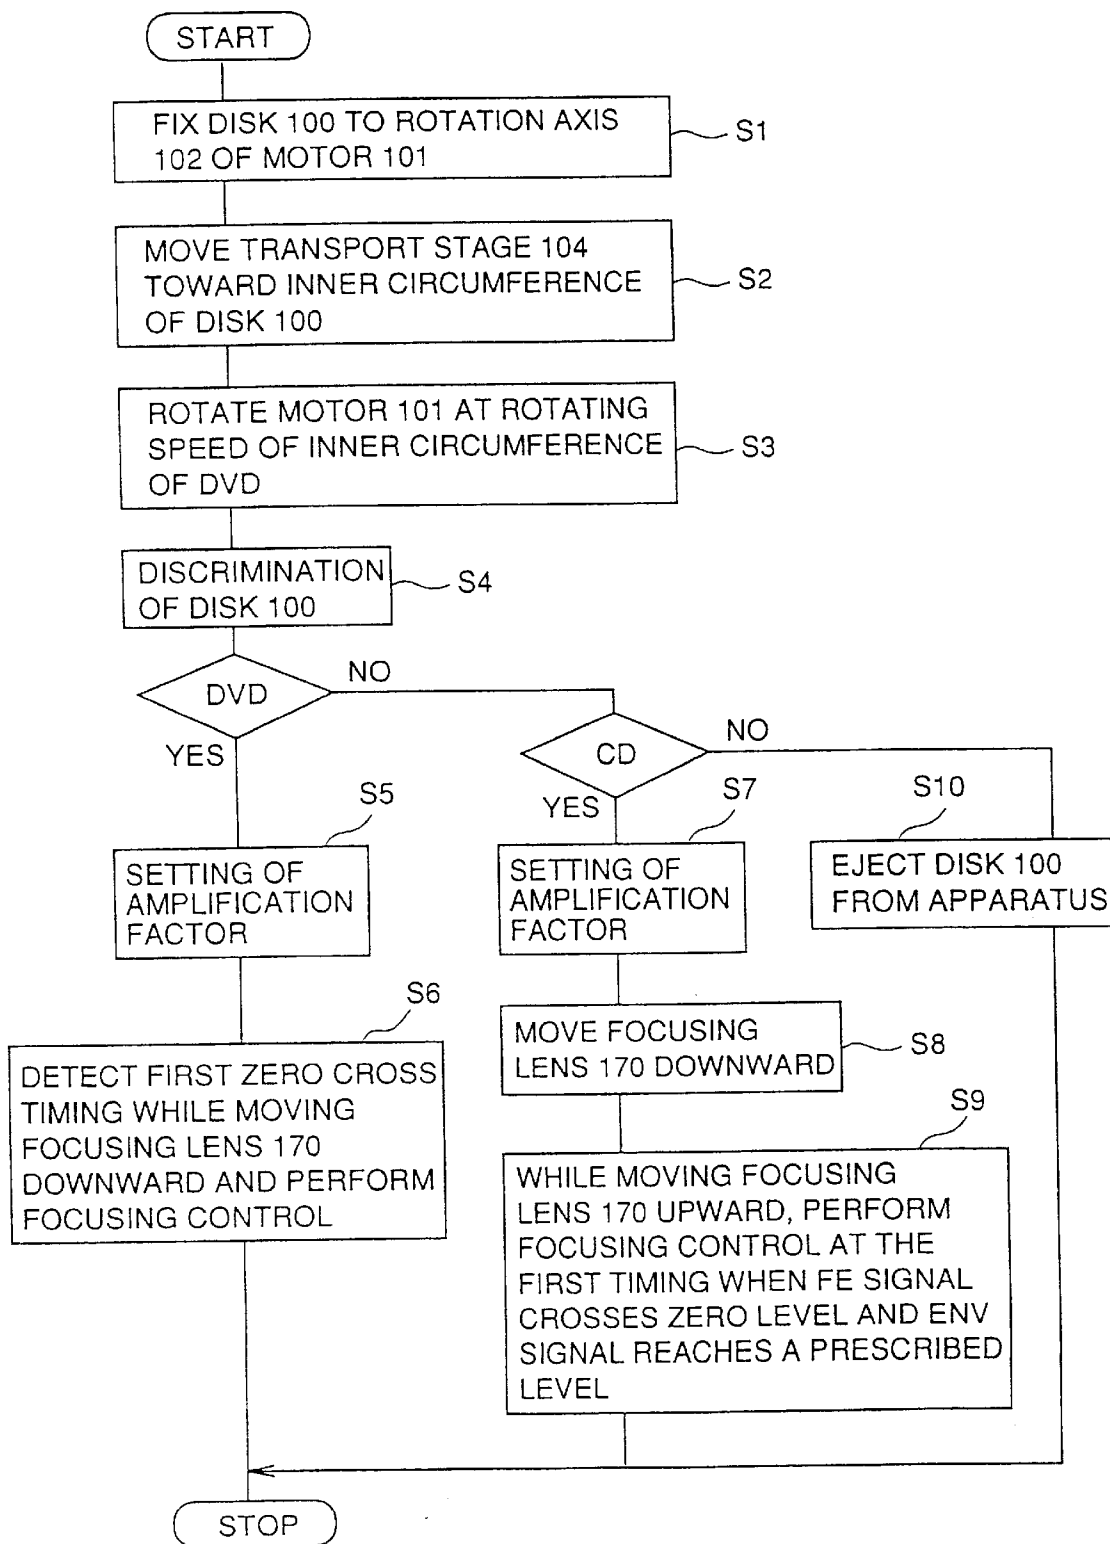 START
FIX DISK 100 TO ROTATION AXIS
102 OF MOTOR 101
S1
MOVE TRANSPORT STAGE 104
TOWARD INNER CIRCUMFERENCE
OF DISK 100
S2
ROTATE MOTOR 101 AT ROTATING
SPEED OF INNER CIRCUMFERENCE
OF DVD
S3
DISCRIMINATION
OF DISK 100
S4
DVD
NO
YES
CD
NO
YES
S5
SETTING OF
AMPLIFICATION
FACTOR
S7
SETTING OF
AMPLIFICATION
FACTOR
S10
EJECT DISK 100
FROM APPARATUS
S6
DETECT FIRST ZERO CROSS
TIMING WHILE MOVING
FOCUSING LENS 170
DOWNWARD AND PERFORM
FOCUSING CONTROL
MOVE FOCUSING
LENS 170 DOWNWARD
S8
S9
WHILE MOVING FOCUSING
LENS 170 UPWARD, PERFORM
FOCUSING CONTROL AT THE
FIRST TIMING WHEN FE SIGNAL
CROSSES ZERO LEVEL AND ENV
SIGNAL REACHES A PRESCRIBED
LEVEL
STOP